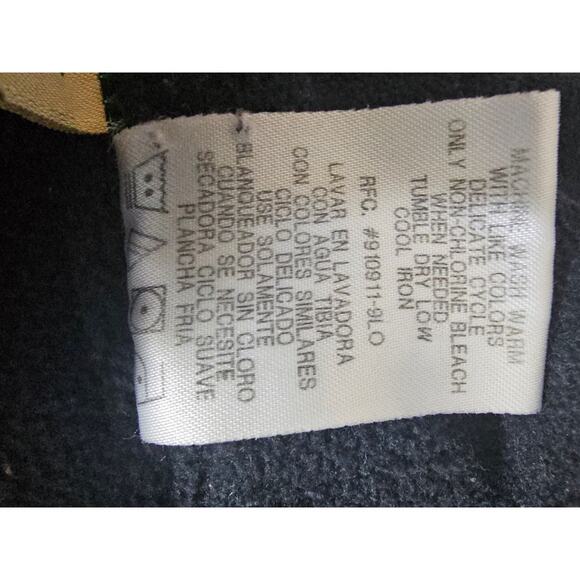 MACHINE WASH WARM
WITH LIKE COLORS
DELICATE CYCLE
ONLY NON-CHLORINE BLEACH
WHEN NEEDED
TUMBLE DRY LOW
COOL IRON
RFC. #910911-9LO
LAVAR EN LAVADORA
CON AGUA TIBIA
CON COLORES SIMILARES
CICLO DELICADO
USE SOLAMENTE
BLANQUEADOR SIN CLORO
CUANDO SE NECESITE
SECADORA CICLO SUAVE
PLANCHA FRIA